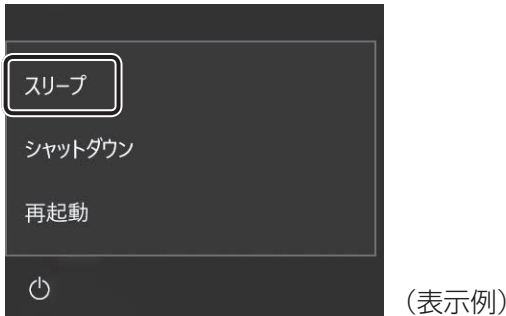 スリープ
シャットダウン
再起動
（表示例）